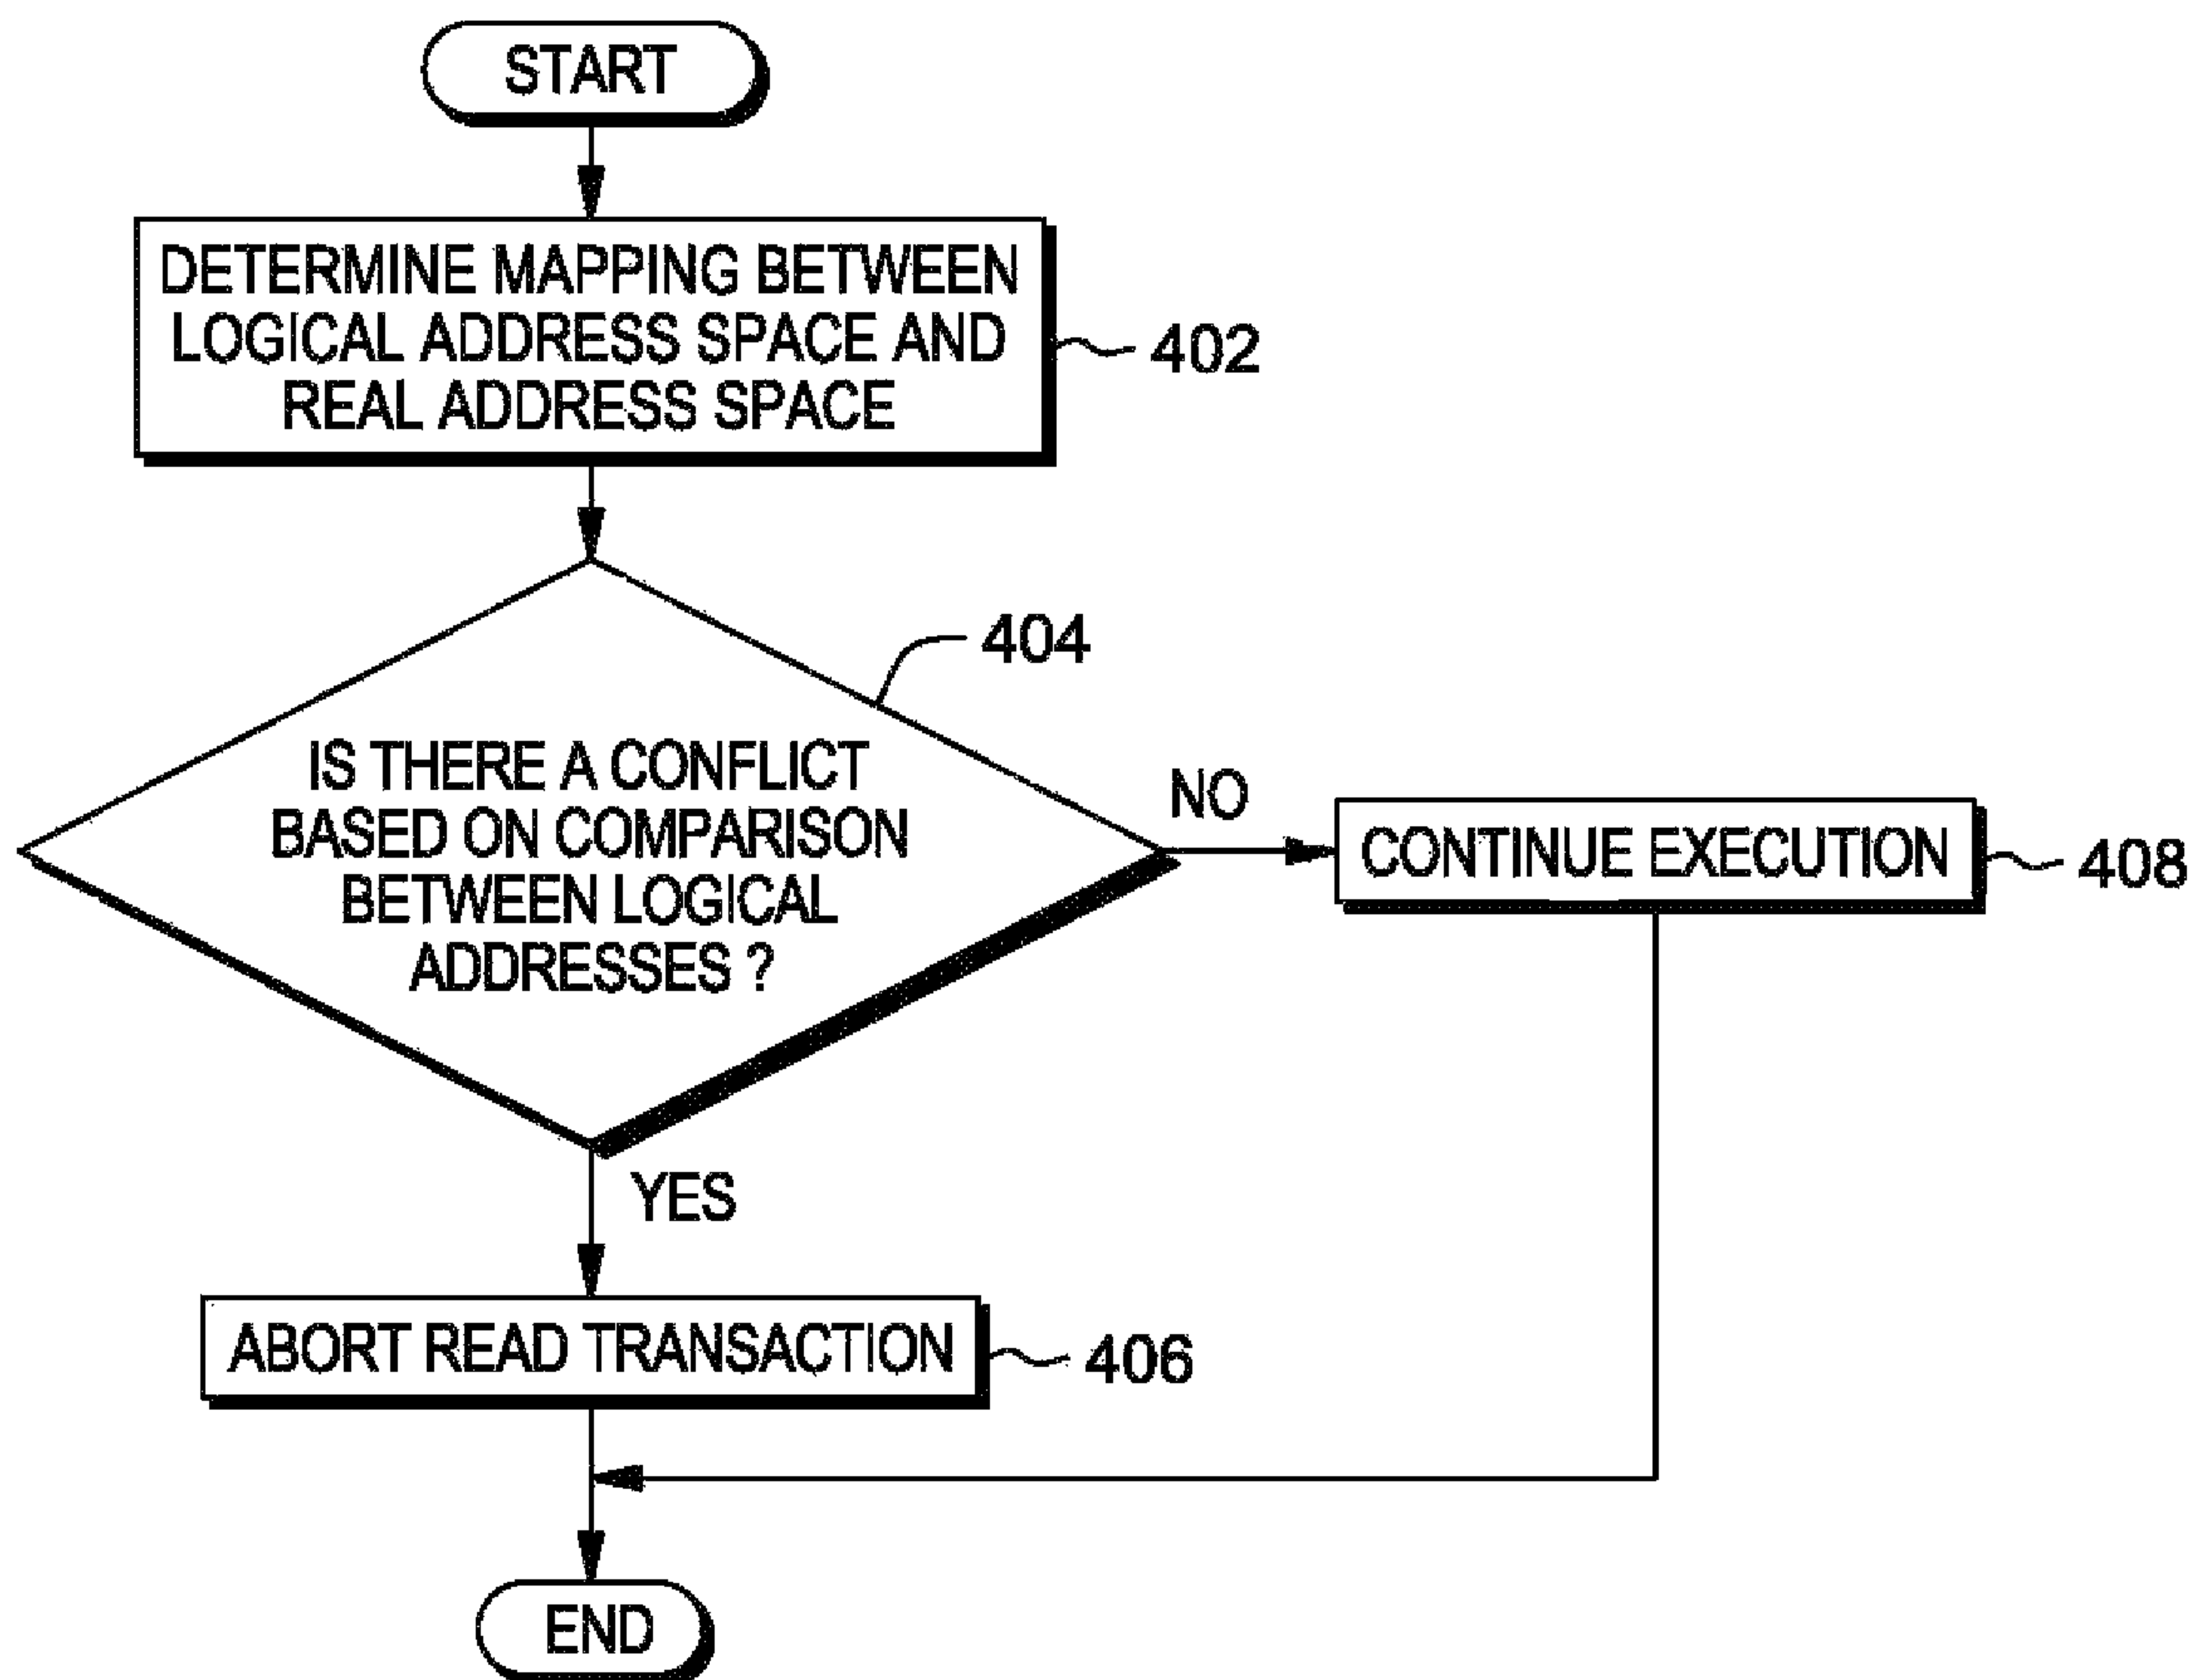 START
DETERMINE MAPPING BETWEEN
LOGICAL ADDRESS SPACE AND
REAL ADDRESS SPACE
402
404
IS THERE A CONFLICT
BASED ON COMPARISON
BETWEEN LOGICAL
ADDRESSES ?
NO
CONTINUE EXECUTION
408
YES
ABORT READ TRANSACTION
406
END